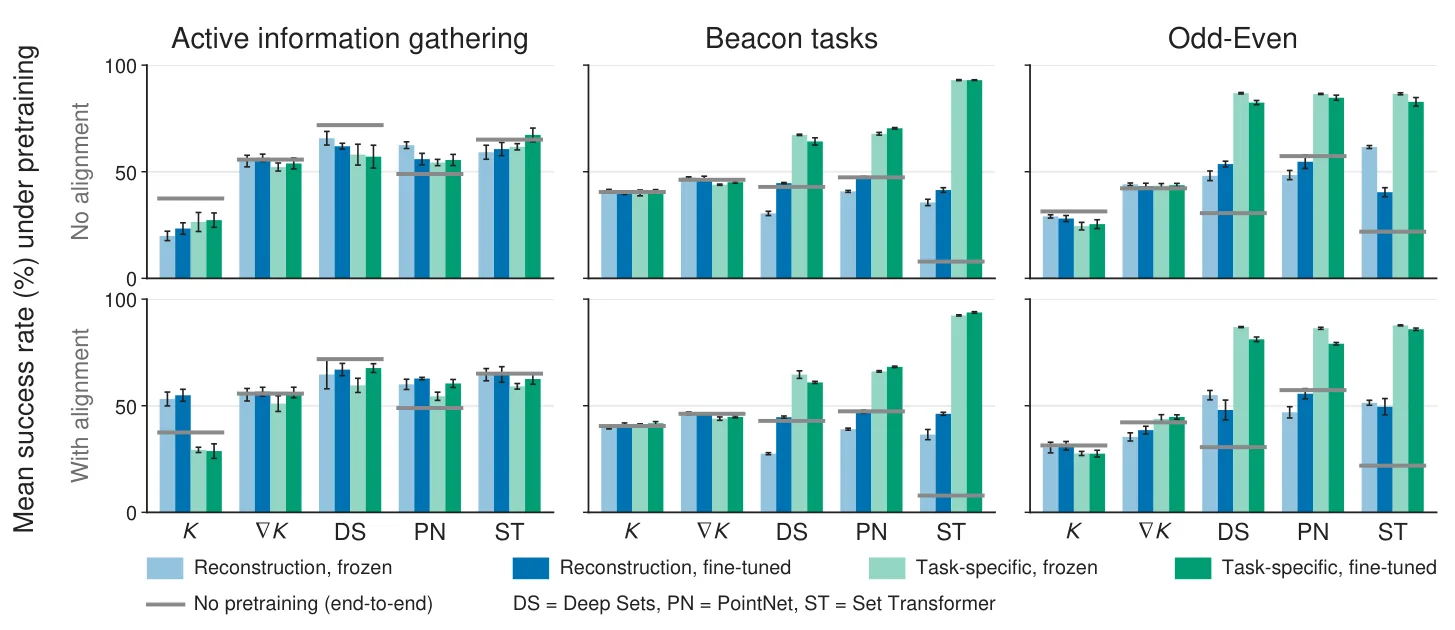 Mean success rate (%) under pretraining
Active information gathering
Beacon tasks
Odd-Even
No alignment
100
50
0
With alignment
100
50
0
K ∇K DS PN ST
K ∇K DS PN ST
K ∇K DS PN ST
Reconstruction, frozen
Reconstruction, fine-tuned
Task-specific, frozen
Task-specific, fine-tuned
No pretraining (end-to-end)
DS = Deep Sets, PN = PointNet, ST = Set Transformer